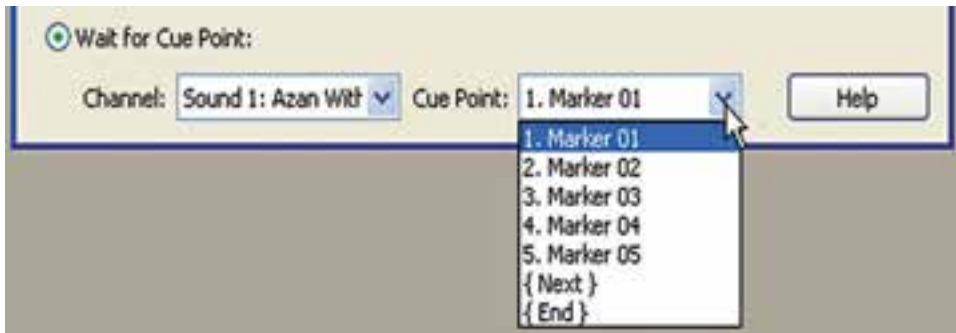 Wait for Cue Point:
Channel: Sound 1: Azan With Cue Point: 1. Marker 01 Help
1. Marker 01
2. Marker 02
3. Marker 03
4. Marker 04
5. Marker 05
{ Next }
{ End }